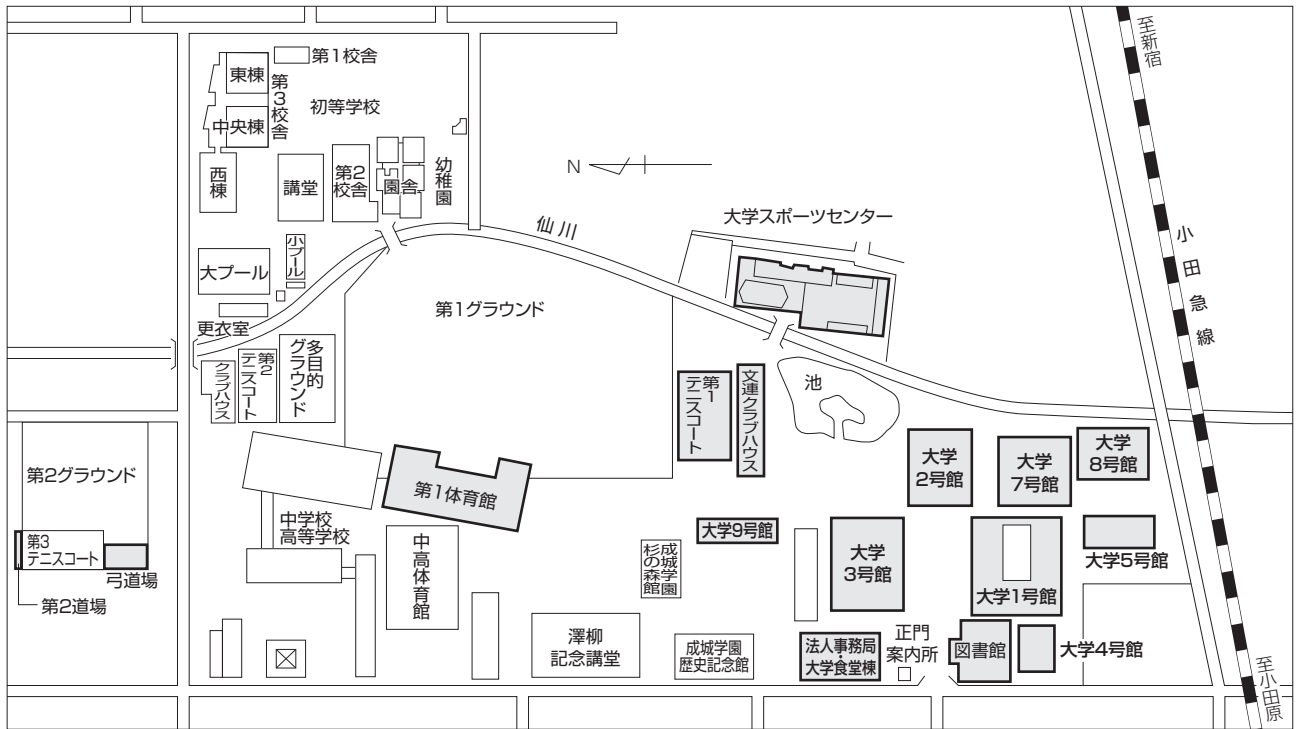 至新宿
第1校舎
東棟
第3校舎
初等学校
中央棟
西棟
講堂
第2
校舎
園舎
幼稚園
N
大学スポーツセンター
仙川
小田急線
小プール
大プール
第1グラウンド
更衣室
クラブハウス
第2
テニスコート
多目的
グラウンド
第1
テニスコート
文連クラブハウス
池
大学
2号館
大学
7号館
大学
8号館
第2グラウンド
第1体育館
中学校
高等学校
第3
テニスコート
弓道場
第2道場
中高体育館
成城学園
杉の森館
大学9号館
大学
3号館
大学1号館
大学5号館
澤柳
記念講堂
成城学園
歴史記念館
法人事務局
・
大学食堂棟
正門
案内所
図書館
大学4号館
至小田原